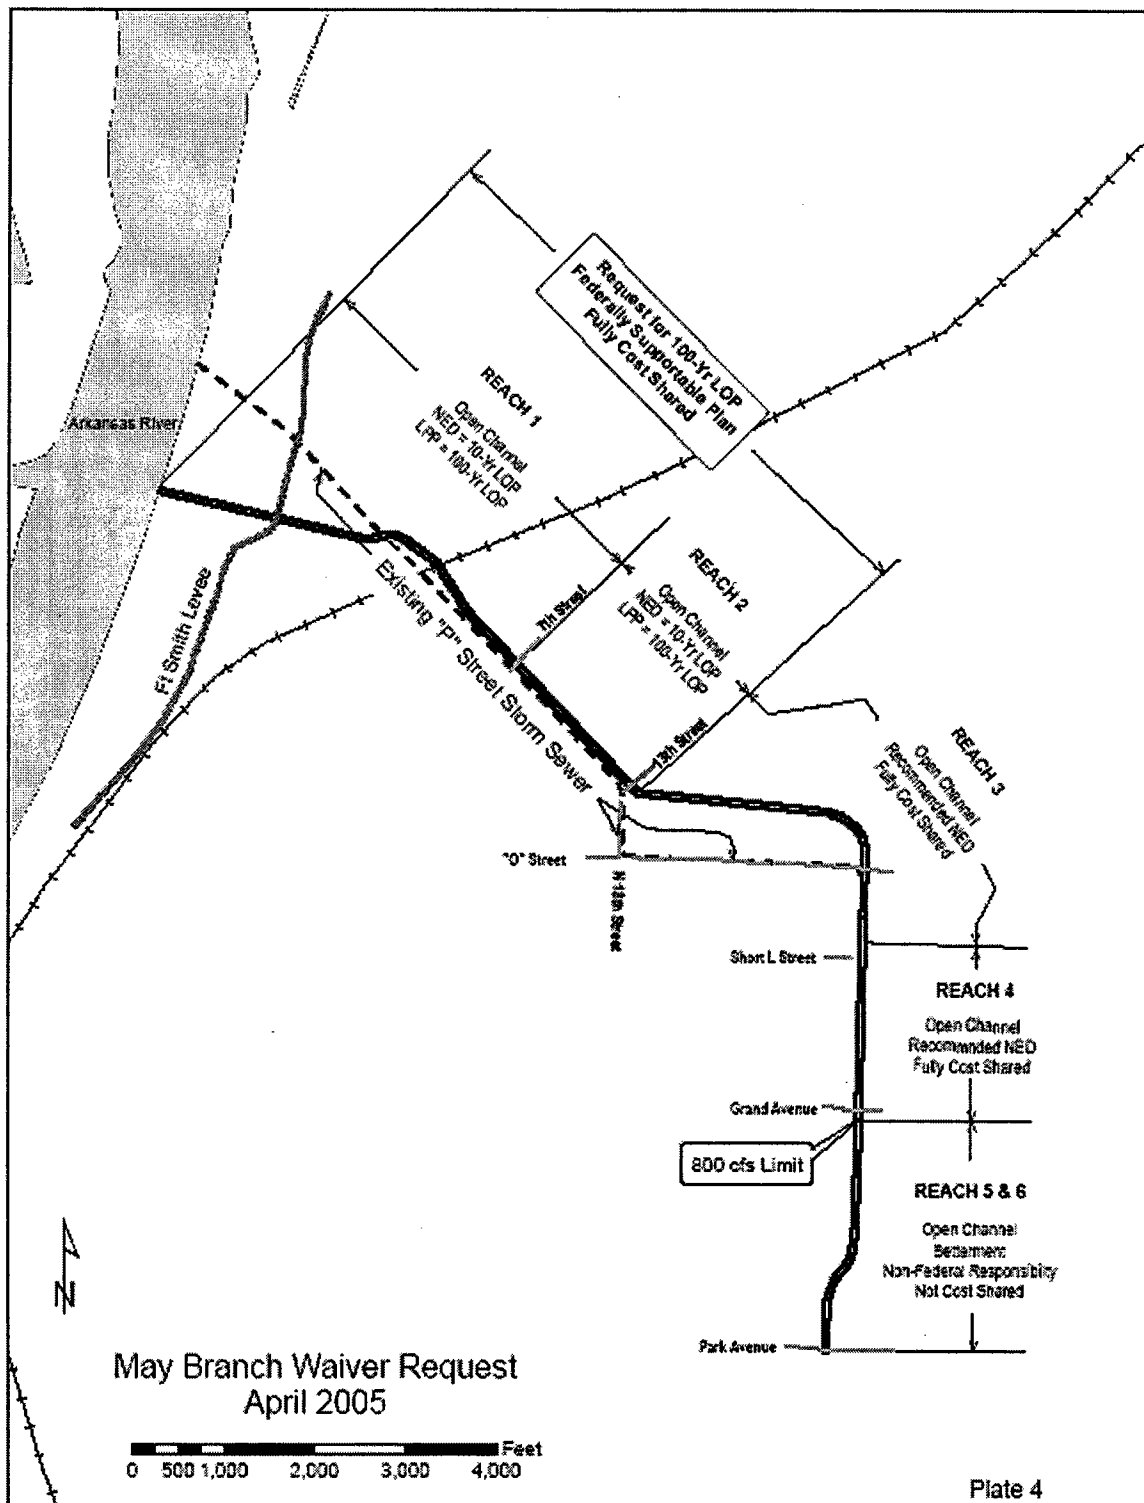 Request for 100-Yr LOP
Federally Supportable Plan
Fully Cost Shared
REACH 1
Open Channel
NED = 10-Yr LOP
LPP = 100-Yr LOP
Arkansas River
REACH 2
Open Channel
NED = 10-Yr LOP
LPP = 100-Yr LOP
Existing "P" Street Storm Sewer
Ft Smith Levee
13th Street
REACH 3
Open Channel
Recommended NED
Fully Cost Shared
"O" Street
Short L Street
REACH 4
Open Channel
Recommended NED
Fully Cost Shared
Grand Avenue
800 cfs Limit
REACH 5 & 6
Open Channel
Betterment
Non-Federal Responsibility
Not Cost Shared
N
Park Avenue
May Branch Waiver Request
April 2005
Feet
0 500 1,000 2,000 3,000 4,000
Plate 4